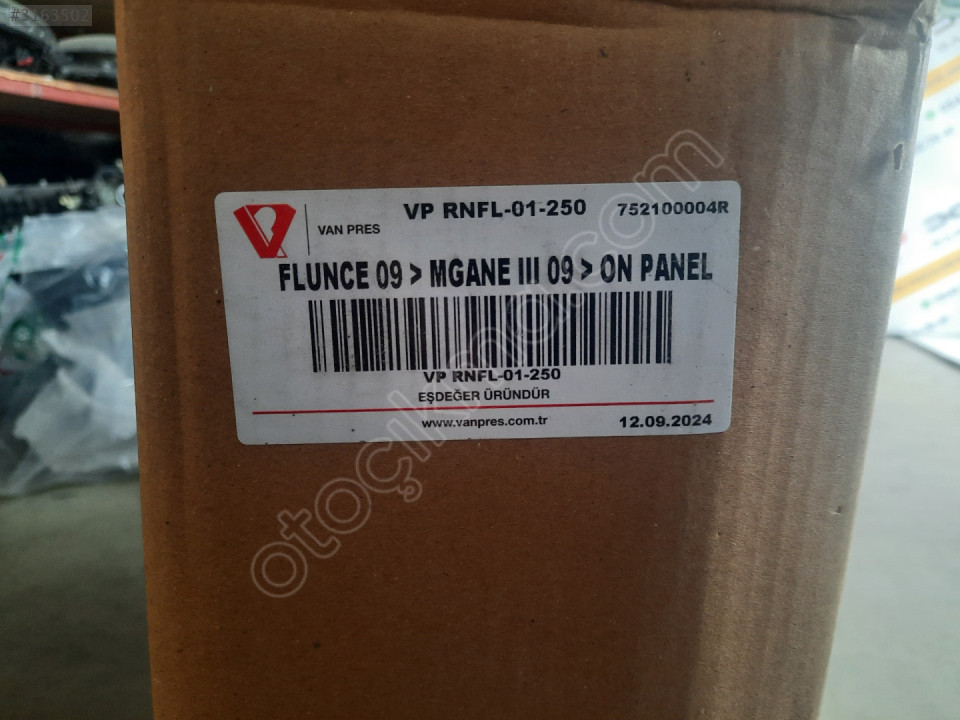 #3163502
VP RNFL-01-250
752100004R
VAN PRES
FLUNCE 09 > MGANE III 09 > ON PANEL
VP RNFL-01-250
EŞDEĞER ÜRÜNDÜR
www.vanpres.com.tr
12.09.2024
otoçıkma.com